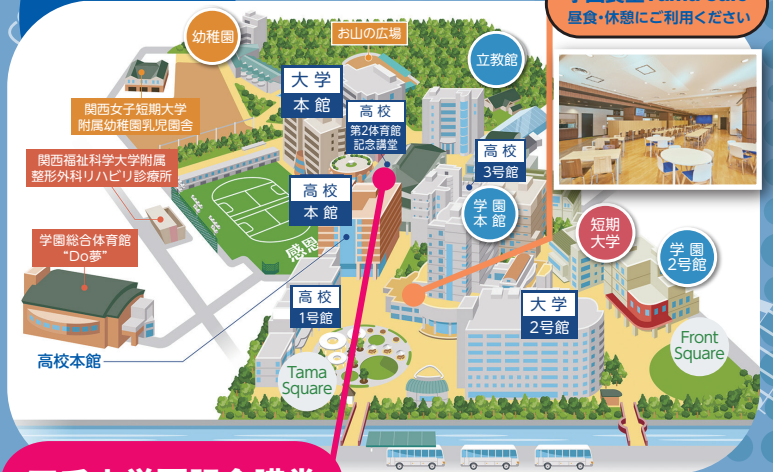 昼食・休憩にご利用ください
幼稚園
お山の広場
大学
本館
立教館
高校
第2体育館
記念講堂
関西女子短期大学
附属幼稚園乳児園舎
高校
3号館
関西福祉科学大学附属
整形外科リハビリ診療所
高校
本館
学園
本館
短期
大学
学園
2号館
感恩
学園総合体育館
“Do夢”
高校
1号館
大学
2号館
高校本館
Tama
Square
Front
Square